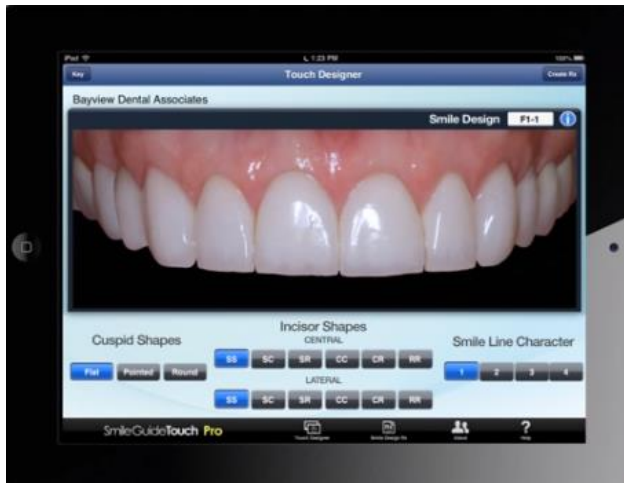 iPad 1:23 PM 100%
Key Touch Designer Create Rx
Bayview Dental Associates
Smile Design F1-1 i
Cuspid Shapes
Flat Pointed Round
Incisor Shapes
CENTRAL
SS SC SR CC CR RR
LATERAL
SS SC SR CC CR RR
Smile Line Character
1 2 3 4
SmileGuideTouch Pro
Touch Designer Smile Design Rx About ? Help